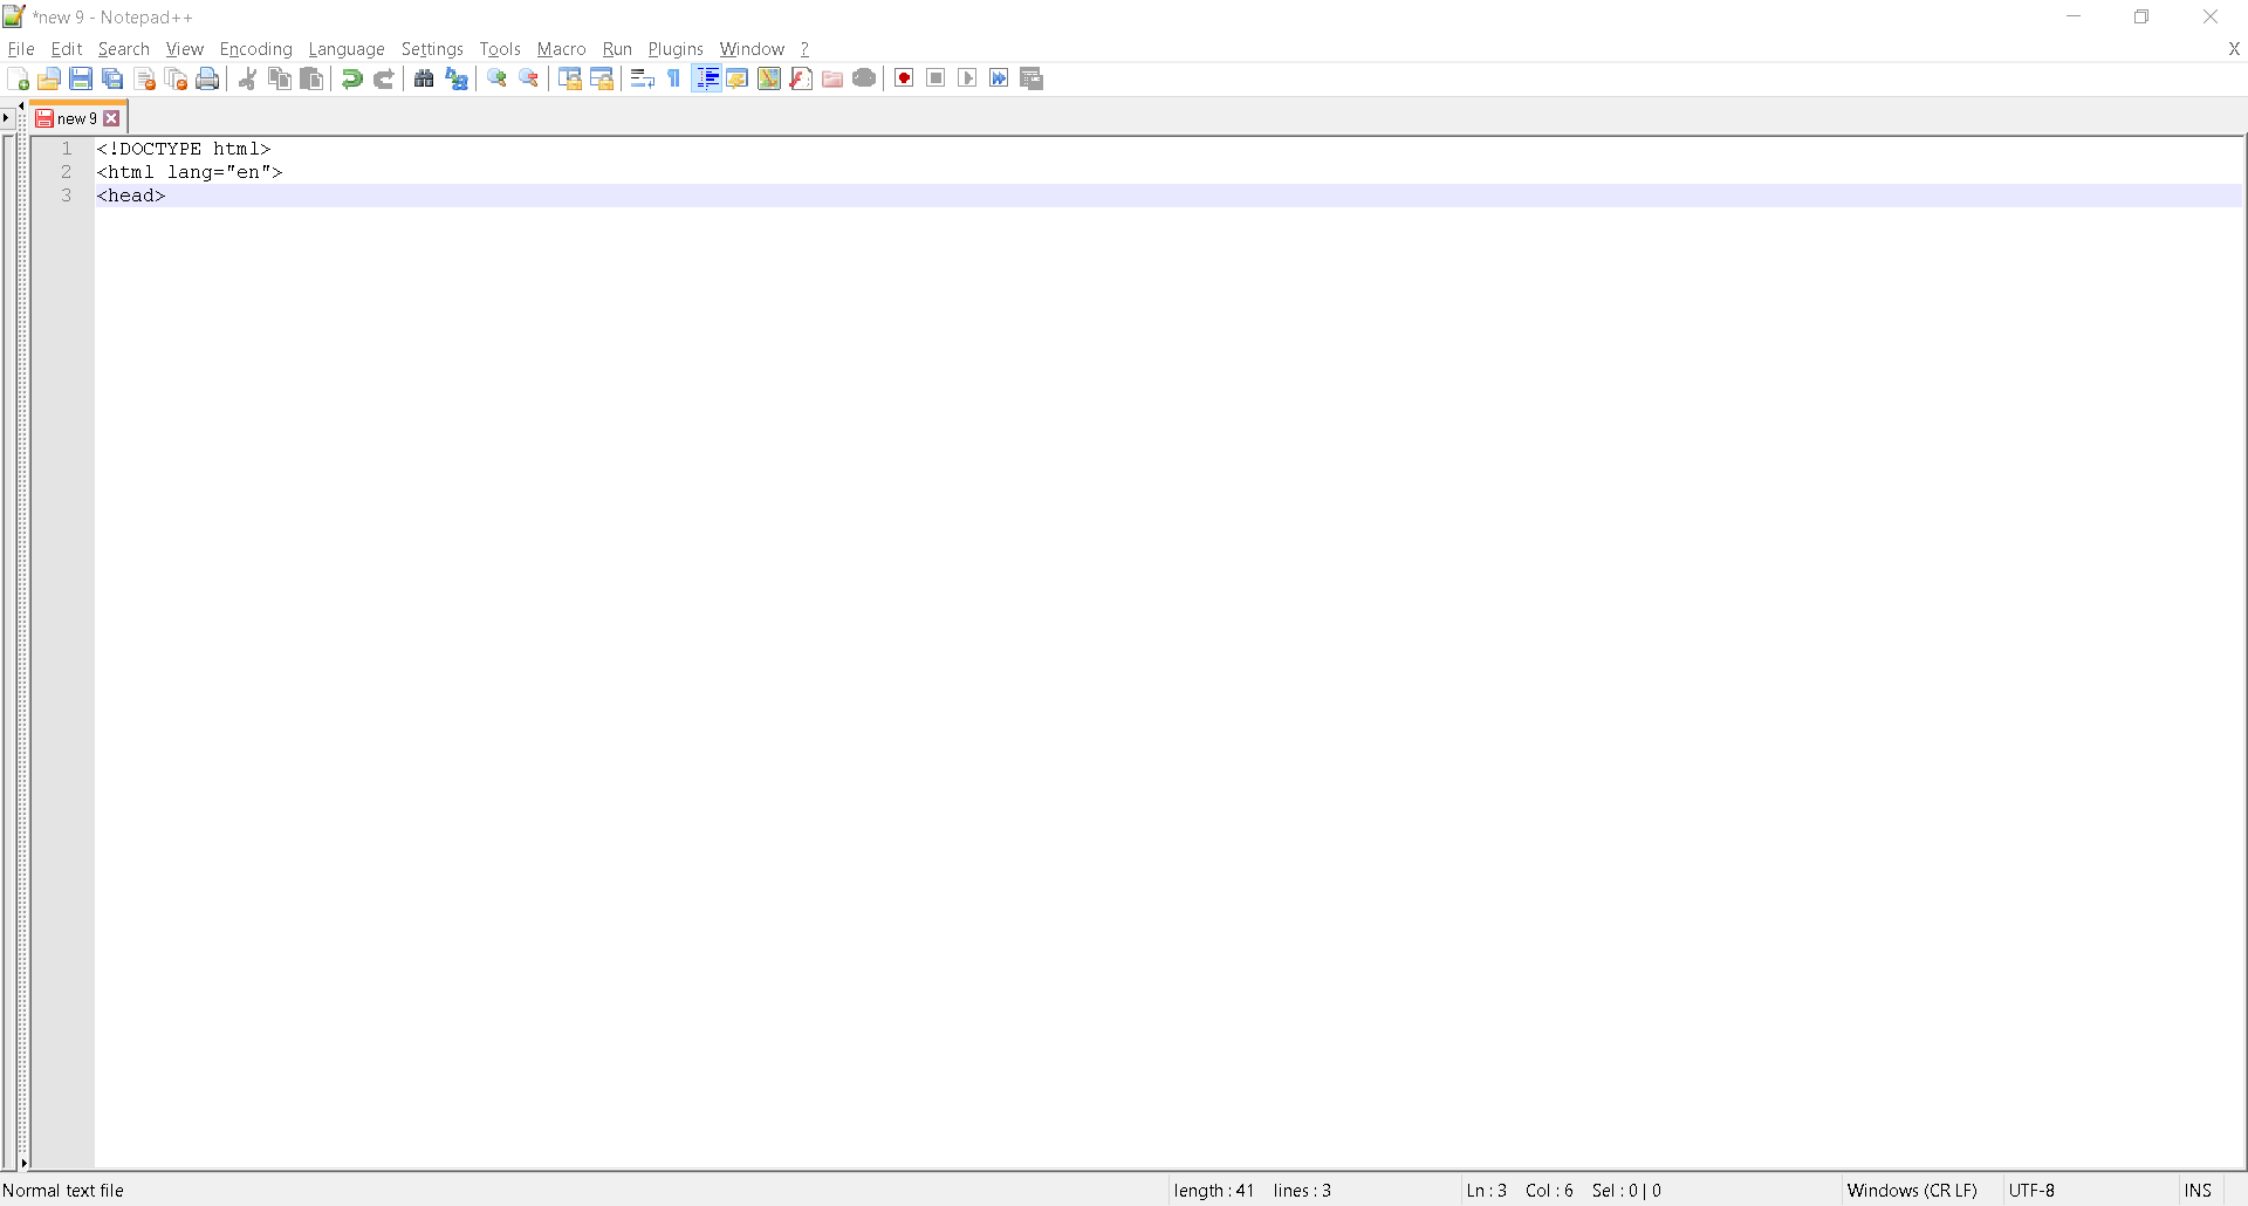 *new 9 - Notepad++
File Edit Search View Encoding Language Settings Tools Macro Run Plugins Window ? X
new 9
1 <!DOCTYPE html>
2 <html lang="en">
3 <head>
Normal text file length : 41 lines : 3 Ln : 3 Col : 6 Sel : 0 | 0 Windows (CR LF) UTF-8 INS